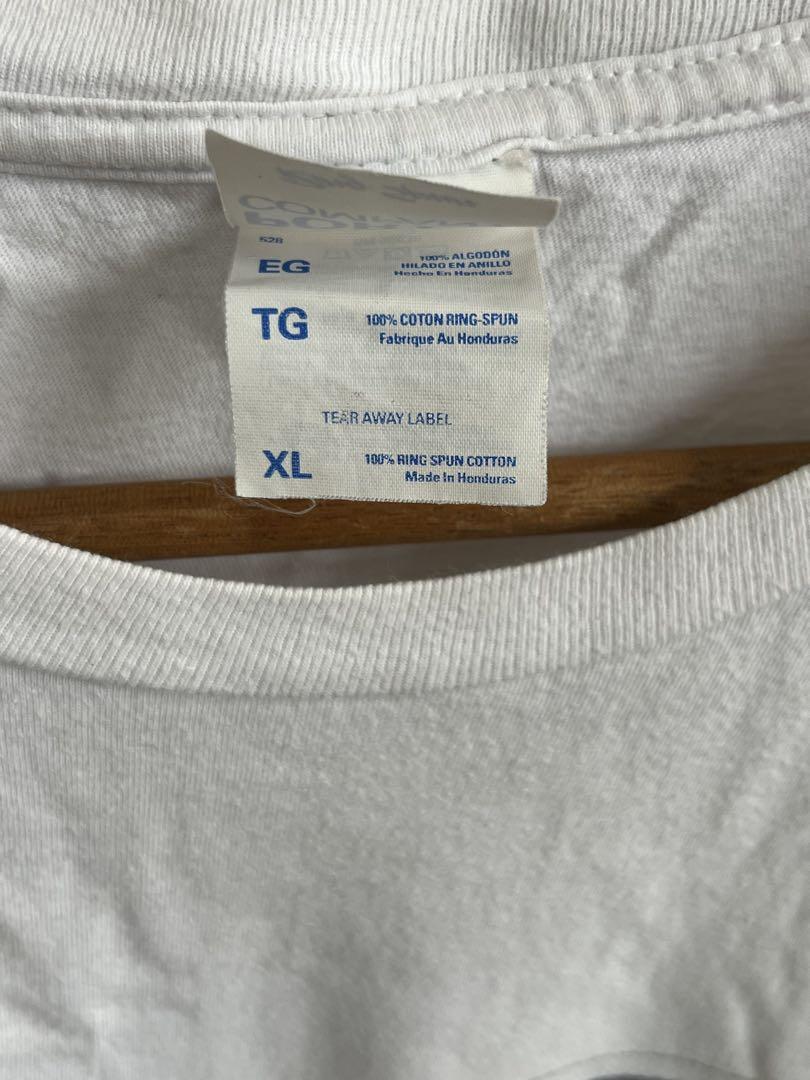 528
EG
100% ALGODÓN
HILADO EN ANILLO
Hecho En Honduras
TG
100% COTON RING-SPUN
Fabrique Au Honduras
TEAR AWAY LABEL
XL
100% RING SPUN COTTON
Made In Honduras